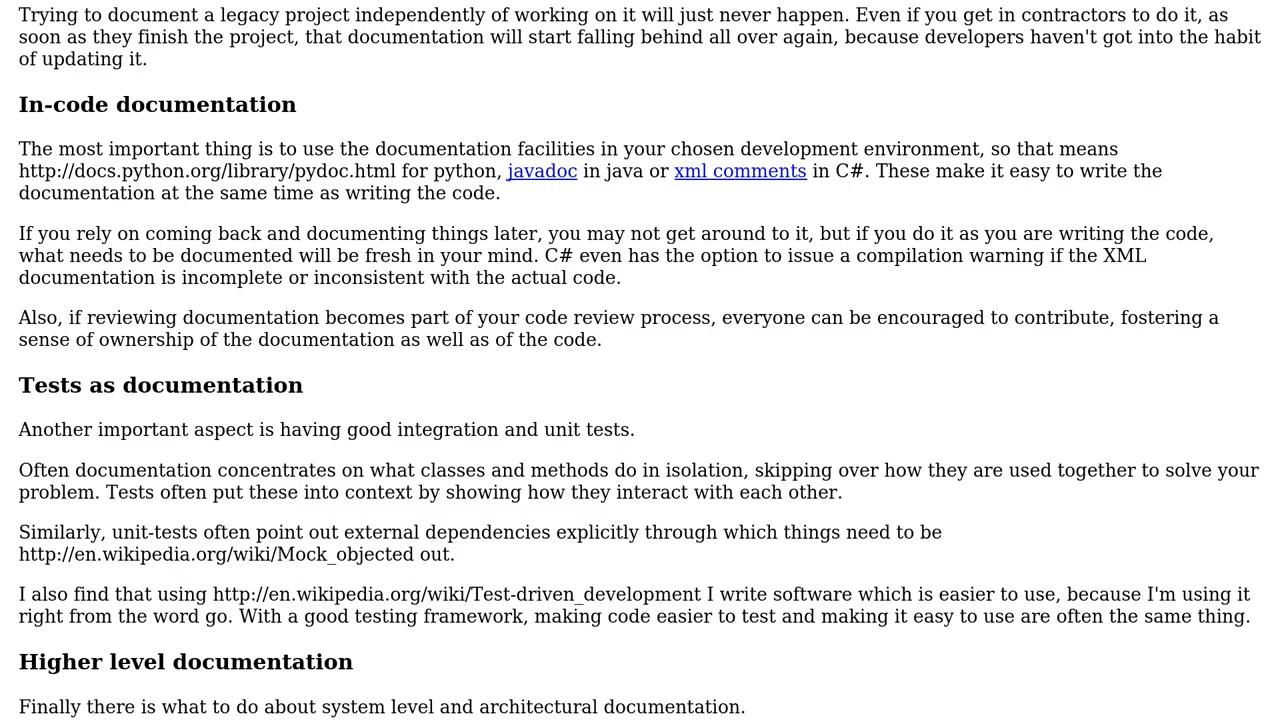 Trying to document a legacy project independently of working on it will just never happen. Even if you get in contractors to do it, as
soon as they finish the project, that documentation will start falling behind all over again, because developers haven't got into the habit
of updating it.
In-code documentation
The most important thing is to use the documentation facilities in your chosen development environment, so that means
http://docs.python.org/library/pydoc.html for python, javadoc in java or xml comments in C#. These make it easy to write the
documentation at the same time as writing the code.
If you rely on coming back and documenting things later, you may not get around to it, but if you do it as you are writing the code,
what needs to be documented will be fresh in your mind. C# even has the option to issue a compilation warning if the XML
documentation is incomplete or inconsistent with the actual code.
Also, if reviewing documentation becomes part of your code review process, everyone can be encouraged to contribute, fostering a
sense of ownership of the documentation as well as of the code.
Tests as documentation
Another important aspect is having good integration and unit tests.
Often documentation concentrates on what classes and methods do in isolation, skipping over how they are used together to solve your
problem. Tests often put these into context by showing how they interact with each other.
Similarly, unit-tests often point out external dependencies explicitly through which things need to be
http://en.wikipedia.org/wiki/Mock_objected out.
I also find that using http://en.wikipedia.org/wiki/Test-driven_development I write software which is easier to use, because I'm using it
right from the word go. With a good testing framework, making code easier to test and making it easy to use are often the same thing.
Higher level documentation
Finally there is what to do about system level and architectural documentation.